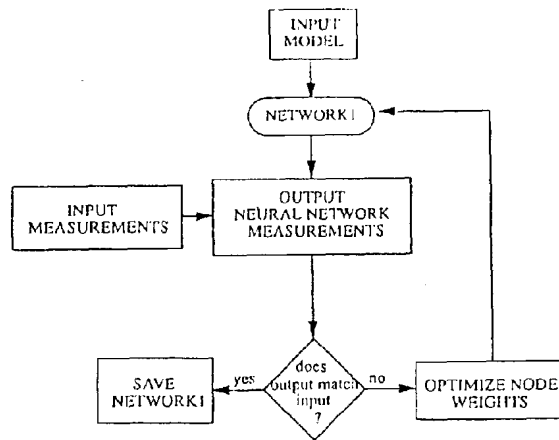 INPUT
MODEL
NETWORK1
INPUT
MEASUREMENTS
OUTPUT
NEURAL NETWORK
MEASUREMENTS
does
output match
input
?
yes
no
SAVE
NETWORK1
OPTIMIZE NODE
WEIGHTS